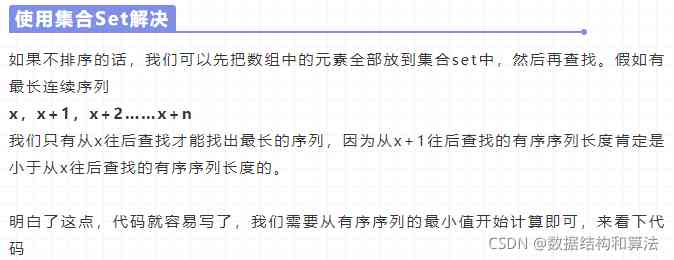 使用集合Set解决
如果不排序的话，我们可以先把数组中的元素全部放到集合set中，然后再查找。假如有
最长连续序列
x，x+1，x+2……x+n
我们只有从x往后查找才能找出最长的序列，因为从x+1往后查找的有序序列长度肯定是
小于从x往后查找的有序序列长度的。
明白了这点，代码就容易写了，我们需要从有序序列的最小值开始计算即可，来看下代
码
CSDN @数据结构和算法